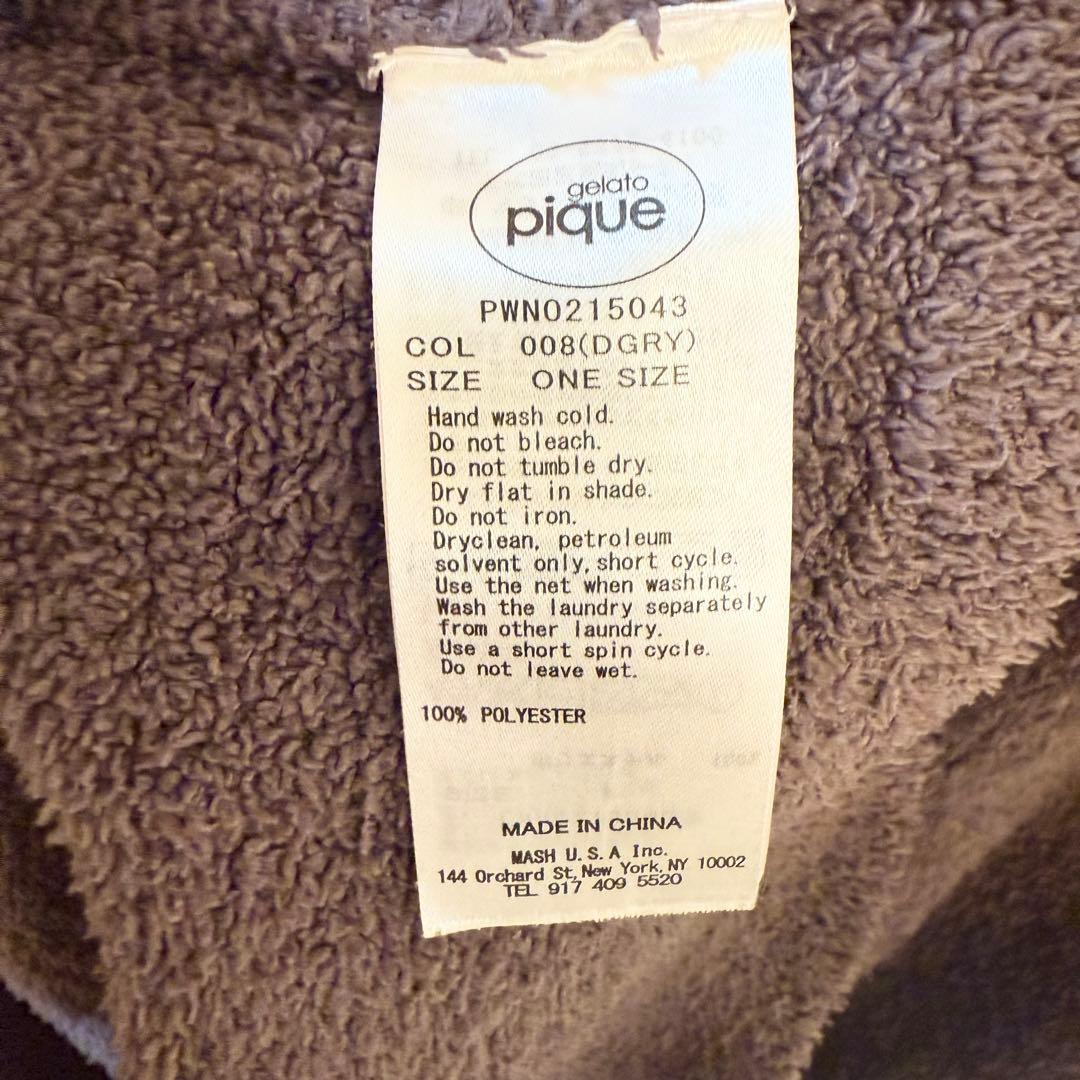 gelato
pique
PWNO215043
COL 008(DGRY)
SIZE ONE SIZE
Hand wash cold.
Do not bleach.
Do not tumble dry.
Dry flat in shade.
Do not iron.
Dryclean, petroleum
solvent only, short cycle.
Use the net when washing.
Wash the laundry separately
from other laundry.
Use a short spin cycle.
Do not leave wet.
100% POLYESTER
MADE IN CHINA
MASH U.S.A Inc.
144 Orchard St, New York, NY 10002
TEL 917 409 5520